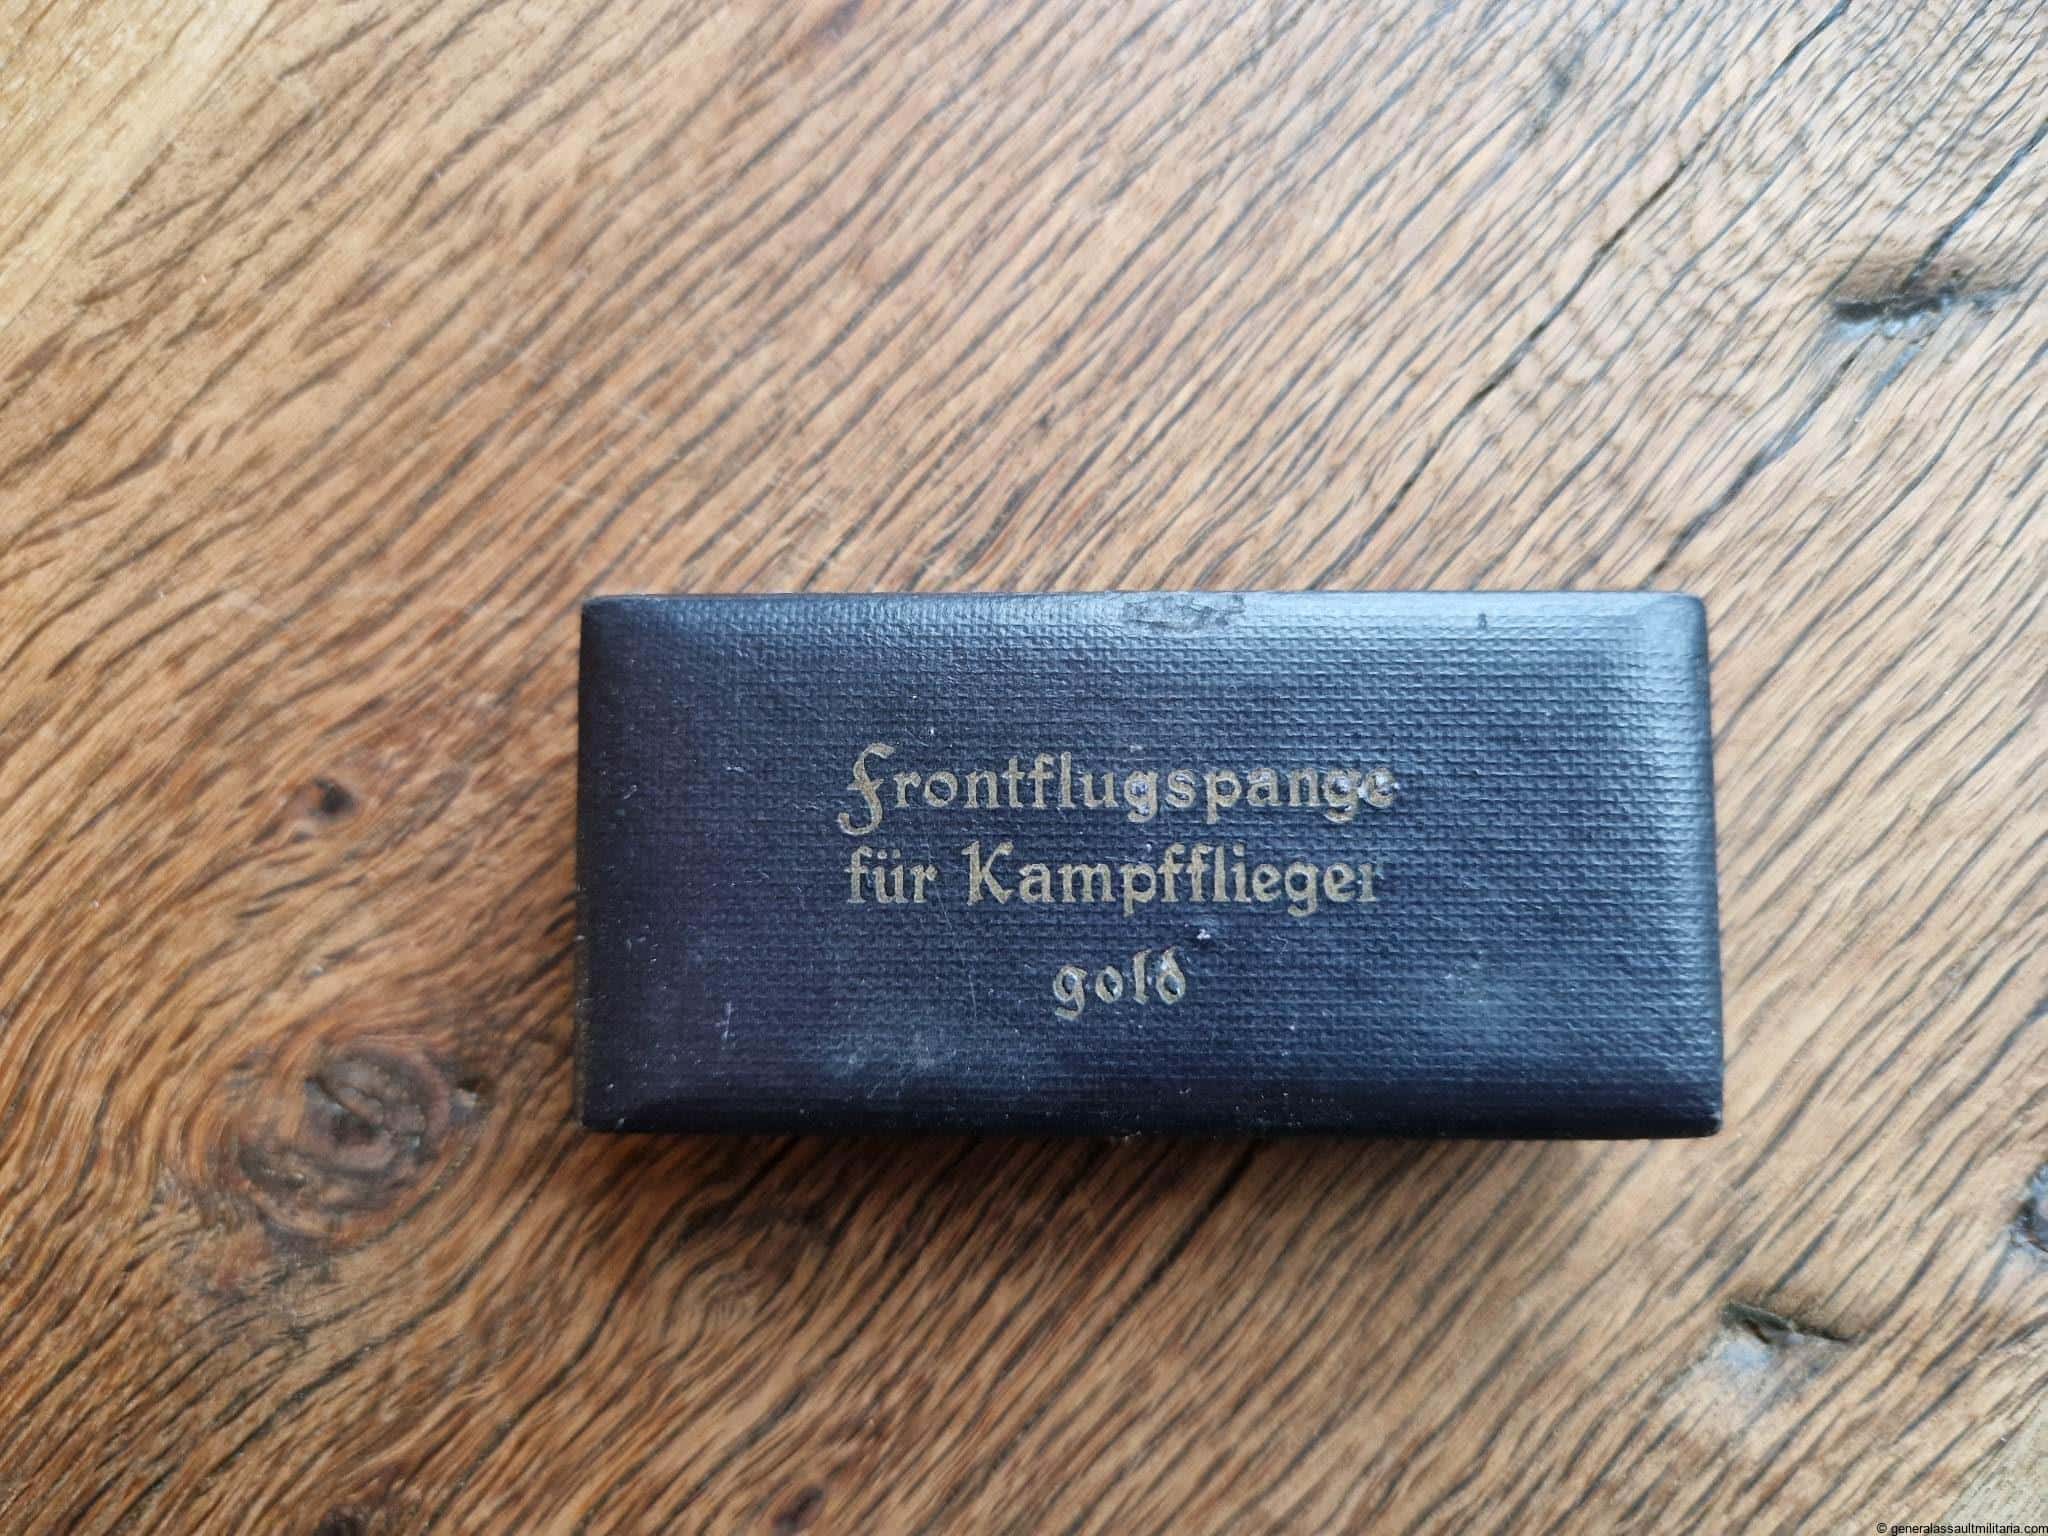 Frontflugspange
für Kampfflieger
gold
© generalassaultmilitaria.com